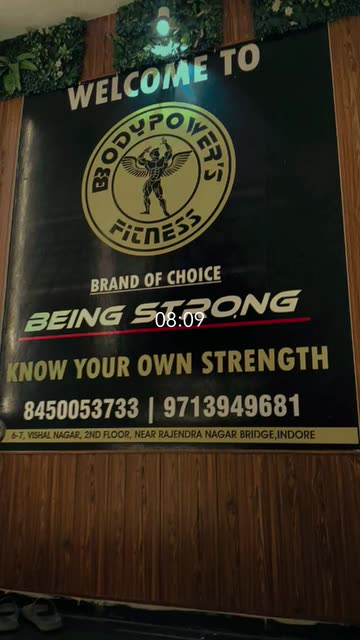 WELCOME TO
BODYPOWER'S
FITNESS
BRAND OF CHOICE
BEING STRONG
08:09
KNOW YOUR OWN STRENGTH
8450053733 | 9713949681
6-7, VISHAL NAGAR, 2ND FLOOR, NEAR RAJENDRA NAGAR BRIDGE,INDORE